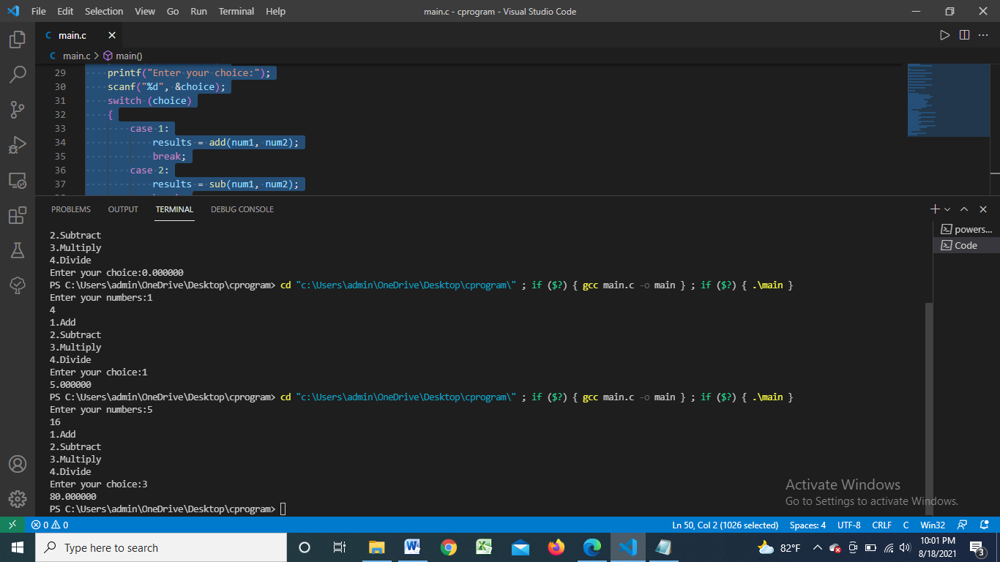 File Edit Selection View Go Run Terminal Help main.c - cprogram - Visual Studio Code
C main.c
C main.c > main()
29 printf("Enter your choice:");
30 scanf("%d", &choice);
31 switch (choice)
32 {
33 case 1:
34 results = add(num1, num2);
35 break;
36 case 2:
37 results = sub(num1, num2);
PROBLEMS OUTPUT TERMINAL DEBUG CONSOLE
powers...
Code
2.Subtract
3.Multiply
4.Divide
Enter your choice:0.000000
PS C:\Users\admin\OneDrive\Desktop\cprogram> cd "c:\Users\admin\OneDrive\Desktop\cprogram\" ; if ($?) { gcc main.c -o main } ; if ($?) { .\main }
Enter your numbers:1
4
1.Add
2.Subtract
3.Multiply
4.Divide
Enter your choice:1
5.000000
PS C:\Users\admin\OneDrive\Desktop\cprogram> cd "c:\Users\admin\OneDrive\Desktop\cprogram\" ; if ($?) { gcc main.c -o main } ; if ($?) { .\main }
Enter your numbers:5
16
1.Add
2.Subtract
3.Multiply
4.Divide
Enter your choice:3
80.000000
PS C:\Users\admin\OneDrive\Desktop\cprogram>
Activate Windows
Go to Settings to activate Windows.
0 0 Ln 50, Col 2 (1026 selected) Spaces: 4 UTF-8 CRLF C Win32
Type here to search 82°F 10:01 PM
8/18/2021 3